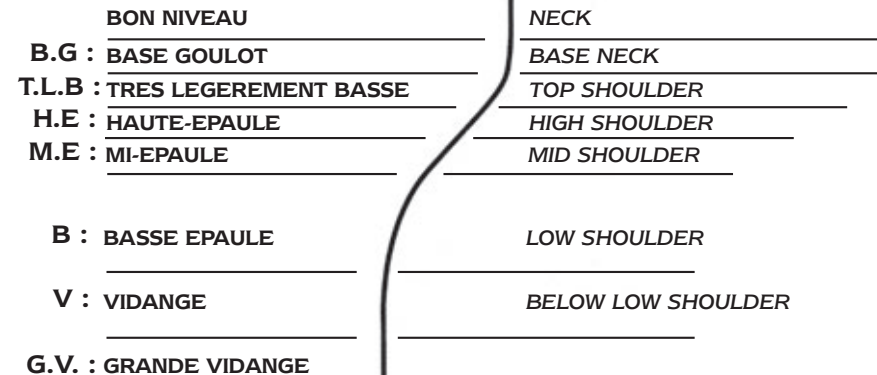 BON NIVEAU NECK
B.G : BASE GOULOT BASE NECK
T.L.B : TRES LEGEREMENT BASSE TOP SHOULDER
H.E : HAUTE-EPAULE HIGH SHOULDER
M.E : MI-EPAULE MID SHOULDER
B : BASSE EPAULE LOW SHOULDER
V : VIDANGE BELOW LOW SHOULDER
G.V. : GRANDE VIDANGE